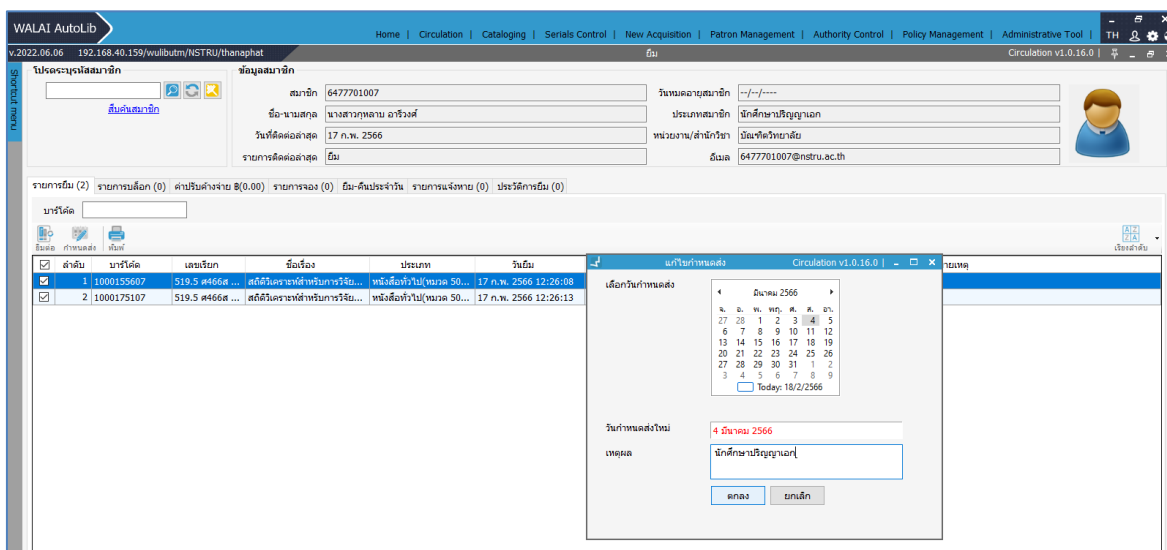 WALAI AutoLib
Home | Circulation | Cataloging | Serials Control | New Acquisition | Patron Management | Authority Control | Policy Management | Administrative Tool | TH
v.2022.06.06 192.168.40.159/wulibutm/NSTRU/thanaphat ยืม Circulation v1.0.16.0 |
Shortcut menu
โปรดระบุรหัสสมาชิก
สืบค้นสมาชิก
ข้อมูลสมาชิก
สมาชิก 6477701007 วันหมดอายุสมาชิก --/--/----
ชื่อ-นามสกุล นางสาวกุหลาบ อารีวงศ์ ประเภทสมาชิก นักศึกษาปริญญาเอก
วันที่ติดต่อล่าสุด 17 ก.พ. 2566 หน่วยงาน/สำนักวิชา บัณฑิตวิทยาลัย
รายการติดต่อล่าสุด ยืม อีเมล 6477701007@nstru.ac.th
รายการยืม (2) รายการบล็อก (0) ค่าปรับค้างจ่าย ฿(0.00) รายการจอง (0) ยืม-คืนประจำวัน รายการแจ้งหาย (0) ประวัติการยืม (0)
บาร์โค้ด
ยืมต่อ กำหนดส่ง พิมพ์ เรียงลำดับ
ลำดับ บาร์โค้ด เลขเรียก ชื่อเรื่อง ประเภท วันยืม ายเหตุ
1 1000155607 519.5 ศ466ส ... สถิติวิเคราะห์สำหรับการวิจัย... หนังสือทั่วไป(หมวด 50... 17 ก.พ. 2566 12:26:08
2 1000175107 519.5 ศ466ส ... สถิติวิเคราะห์สำหรับการวิจัย... หนังสือทั่วไป(หมวด 50... 17 ก.พ. 2566 12:26:13
แก้ไขกำหนดส่ง Circulation v1.0.16.0 |
เลือกวันกำหนดส่ง
มีนาคม 2566
จ. อ. พ. พฤ. ศ. ส. อา.
27 28 1 2 3 4 5
6 7 8 9 10 11 12
13 14 15 16 17 18 19
20 21 22 23 24 25 26
27 28 29 30 31 1 2
3 4 5 6 7 8 9
Today: 18/2/2566
วันกำหนดส่งใหม่ 4 มีนาคม 2566
เหตุผล นักศึกษาปริญญาเอก
ตกลง ยกเลิก